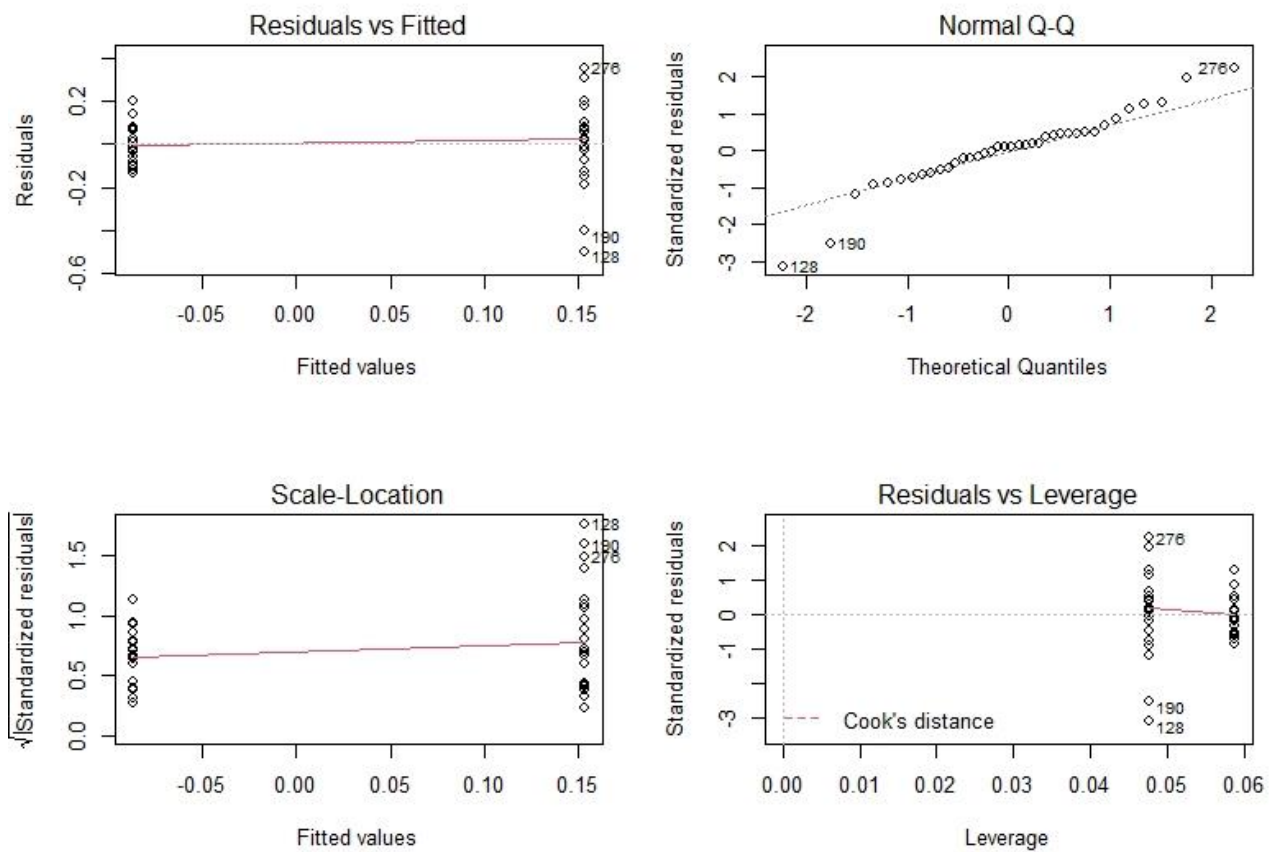 Residuals vs Fitted
Residuals
0.2
-0.2
-0.6
276
190
128
-0.05 0.00 0.05 0.10 0.15
Fitted values
Normal Q-Q
Standardized residuals
2
1
0
-1
-2
-3
276
190
128
-2 -1 0 1 2
Theoretical Quantiles
Scale-Location
√|Standardized residuals|
1.5
1.0
0.5
0.0
128
190
276
-0.05 0.00 0.05 0.10 0.15
Fitted values
Residuals vs Leverage
Standardized residuals
2
1
0
-1
-3
276
190
128
Cook's distance
0.00 0.01 0.02 0.03 0.04 0.05 0.06
Leverage